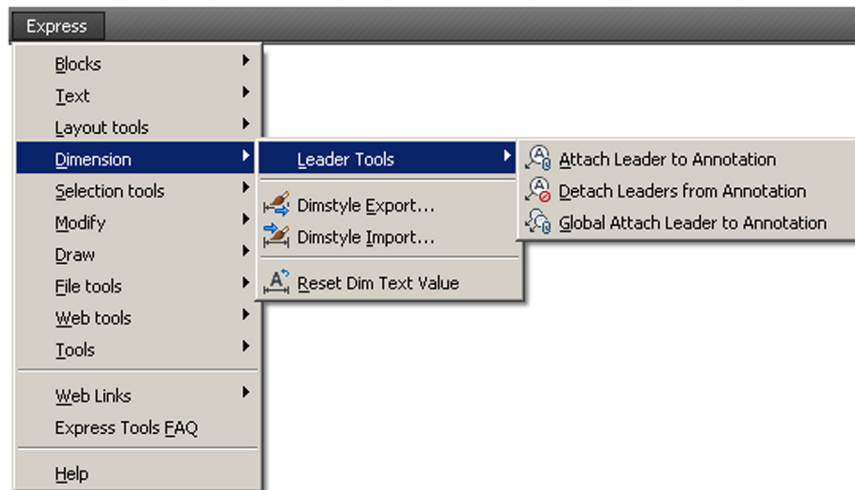 Express
Blocks
Text
Layout tools
Dimension
Selection tools
Modify
Draw
File tools
Web tools
Tools
Web Links
Express Tools FAQ
Help
Leader Tools
Dimstyle Export...
Dimstyle Import...
Reset Dim Text Value
Attach Leader to Annotation
Detach Leaders from Annotation
Global Attach Leader to Annotation